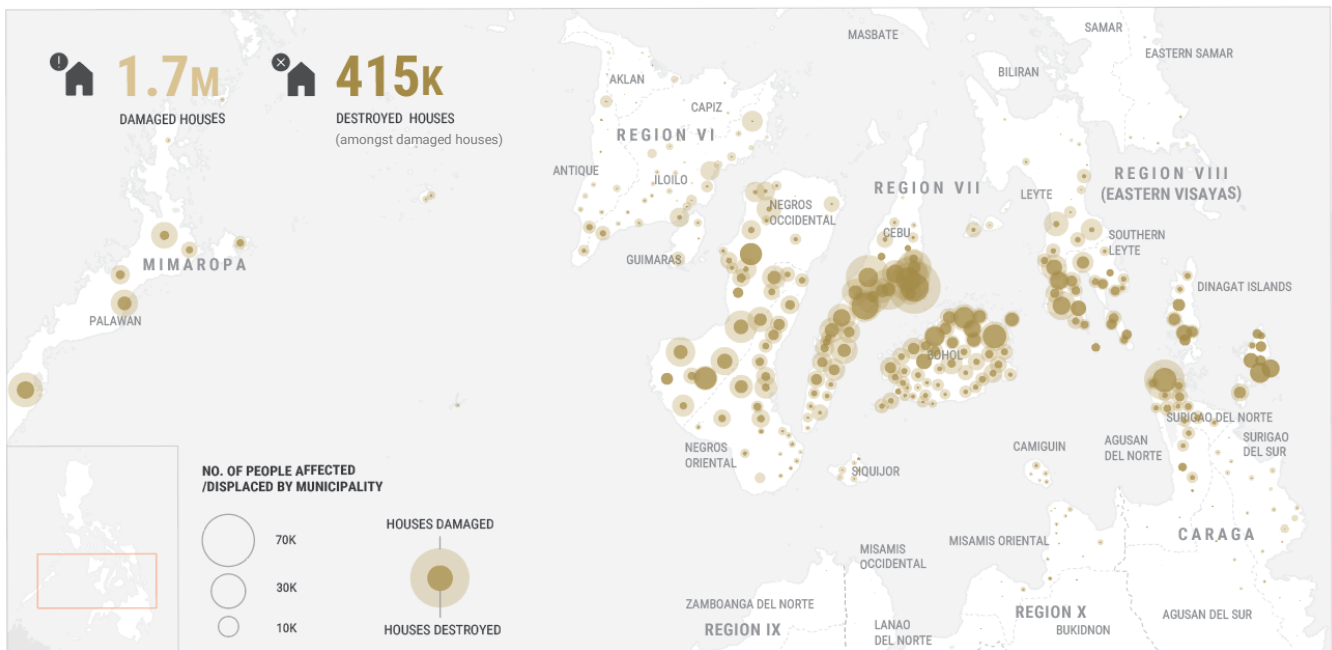 1.7M
DAMAGED HOUSES
415K
DESTROYED HOUSES
(amongst damaged houses)
MASBATE
SAMAR
EASTERN SAMAR
BILIRAN
AKLAN
CAPIZ
REGION VI
ANTIQUE
ILOILO
REGION VII
REGION VIII
(EASTERN VISAYAS)
LEYTE
NEGROS
OCCIDENTAL
CEBU
SOUTHERN
LEYTE
GUIMARAS
MIMAROPA
DINAGAT ISLANDS
PALAWAN
BOHOL
SURIGAO DEL NORTE
NEGROS
ORIENTAL
SIQUIJOR
CAMIGUIN
AGUSAN
DEL NORTE
SURIGAO
DEL SUR
NO. OF PEOPLE AFFECTED
/DISPLACED BY MUNICIPALITY
70K
30K
10K
HOUSES DAMAGED
HOUSES DESTROYED
MISAMIS
OCCIDENTAL
MISAMIS ORIENTAL
CARAGA
ZAMBOANGA DEL NORTE
REGION IX
LANAO
DEL NORTE
REGION X
BUKIDNON
AGUSAN DEL SUR